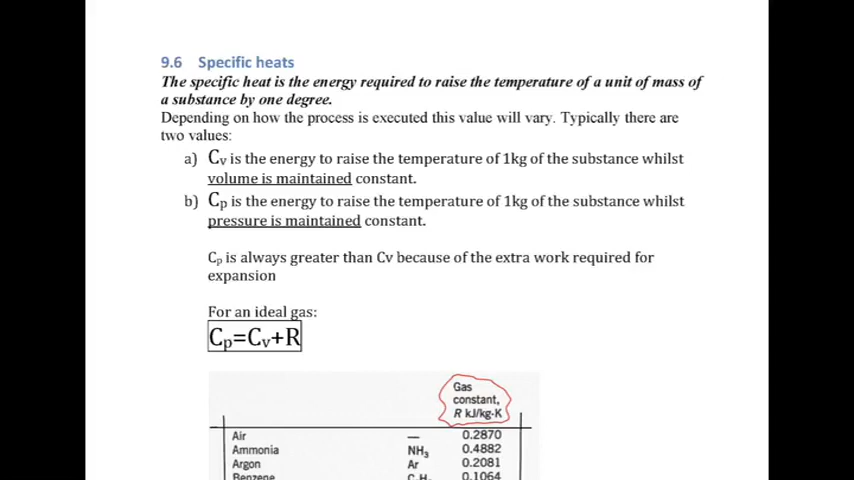 9.6 Specific heats
The specific heat is the energy required to raise the temperature of a unit of mass of
a substance by one degree.
Depending on how the process is executed this value will vary. Typically there are
two values:
a) Cv is the energy to raise the temperature of 1kg of the substance whilst
volume is maintained constant.
b) Cp is the energy to raise the temperature of 1kg of the substance whilst
pressure is maintained constant.
Cp is always greater than Cv because of the extra work required for
expansion
For an ideal gas:
Cp=Cv+R
Gas
constant,
R kJ/kg·K
Air — 0.2870
Ammonia NH3 0.4882
Argon Ar 0.2081
Benzene 0.1064